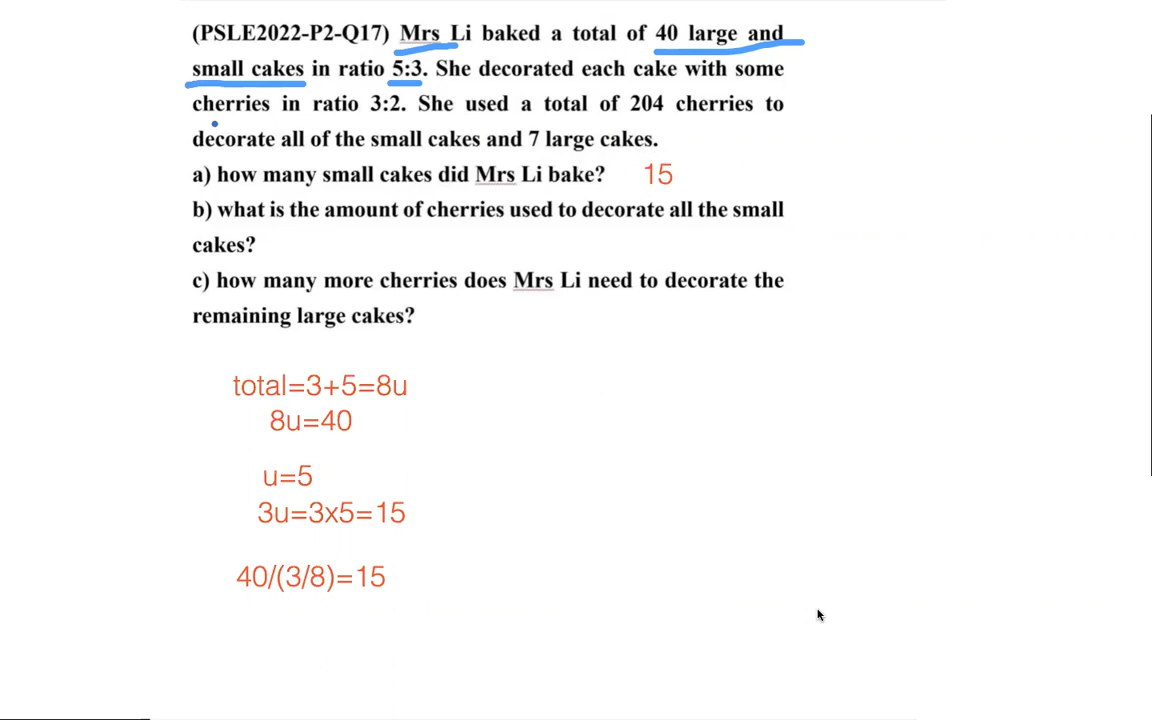 (PSLE2022-P2-Q17) Mrs Li baked a total of 40 large and
small cakes in ratio 5:3. She decorated each cake with some
cherries in ratio 3:2. She used a total of 204 cherries to
decorate all of the small cakes and 7 large cakes.
a) how many small cakes did Mrs Li bake? 15
b) what is the amount of cherries used to decorate all the small
cakes?
c) how many more cherries does Mrs Li need to decorate the
remaining large cakes?
total=3+5=8u
8u=40
u=5
3u=3x5=15
40/(3/8)=15